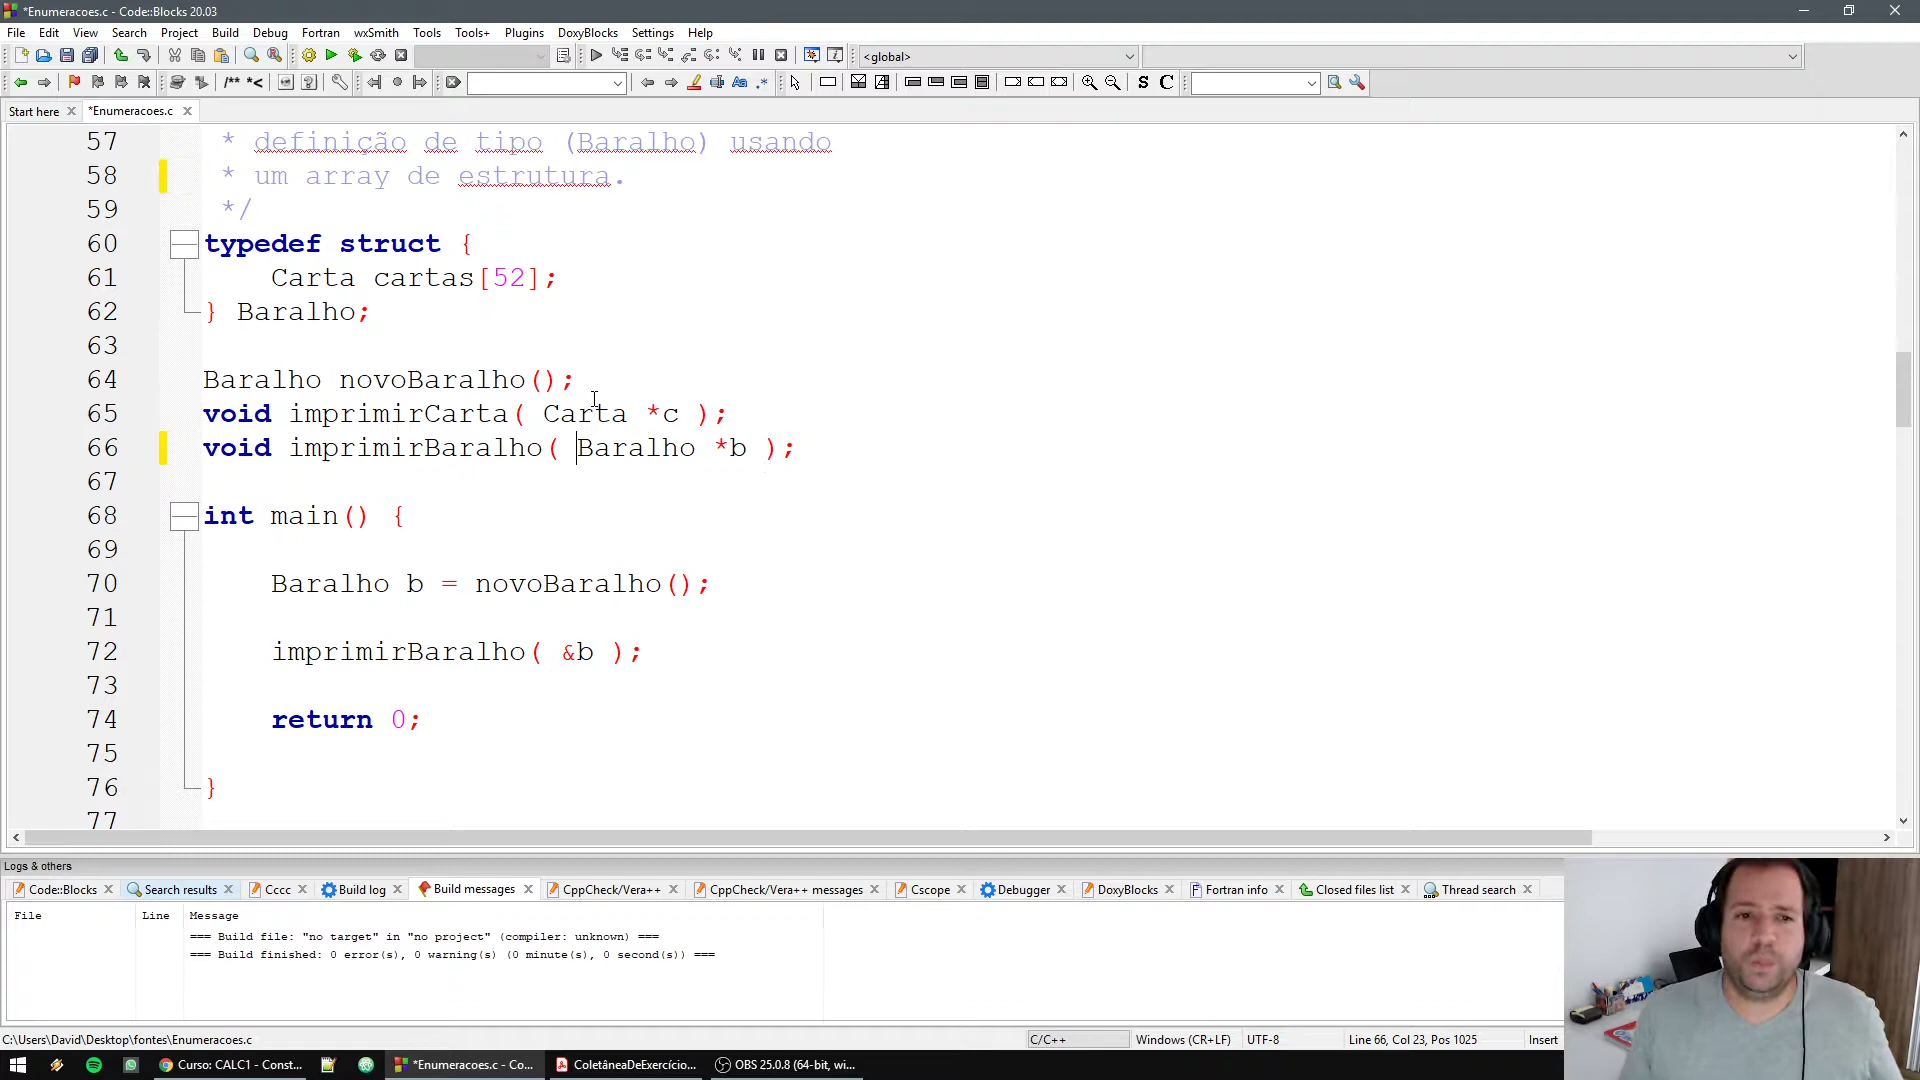 *Enumeracoes.c - Code::Blocks 20.03
File Edit View Search Project Build Debug Fortran wxSmith Tools Tools+ Plugins DoxyBlocks Settings Help
<global>
/** *<
S C
Start here *Enumeracoes.c
57 * definição de tipo (Baralho) usando
58 * um array de estrutura.
59 */
60 typedef struct {
61 Carta cartas[52];
62 } Baralho;
63
64 Baralho novoBaralho();
65 void imprimirCarta( Carta *c );
66 void imprimirBaralho( Baralho *b );
67
68 int main() {
69
70 Baralho b = novoBaralho();
71
72 imprimirBaralho( &b );
73
74 return 0;
75
76 }
77
Logs & others
Code::Blocks Search results Cccc Build log Build messages CppCheck/Vera++ CppCheck/Vera++ messages Cscope Debugger DoxyBlocks Fortran info Closed files list Thread search
File Line Message
=== Build file: "no target" in "no project" (compiler: unknown) ===
=== Build finished: 0 error(s), 0 warning(s) (0 minute(s), 0 second(s)) ===
C:\Users\David\Desktop\fontes\Enumeracoes.c C/C++ Windows (CR+LF) UTF-8 Line 66, Col 23, Pos 1025 Insert
Curso: CALC1 - Const... *Enumeracoes.c - Co... ColetâneaDeExercício... OBS 25.0.8 (64-bit, wi...